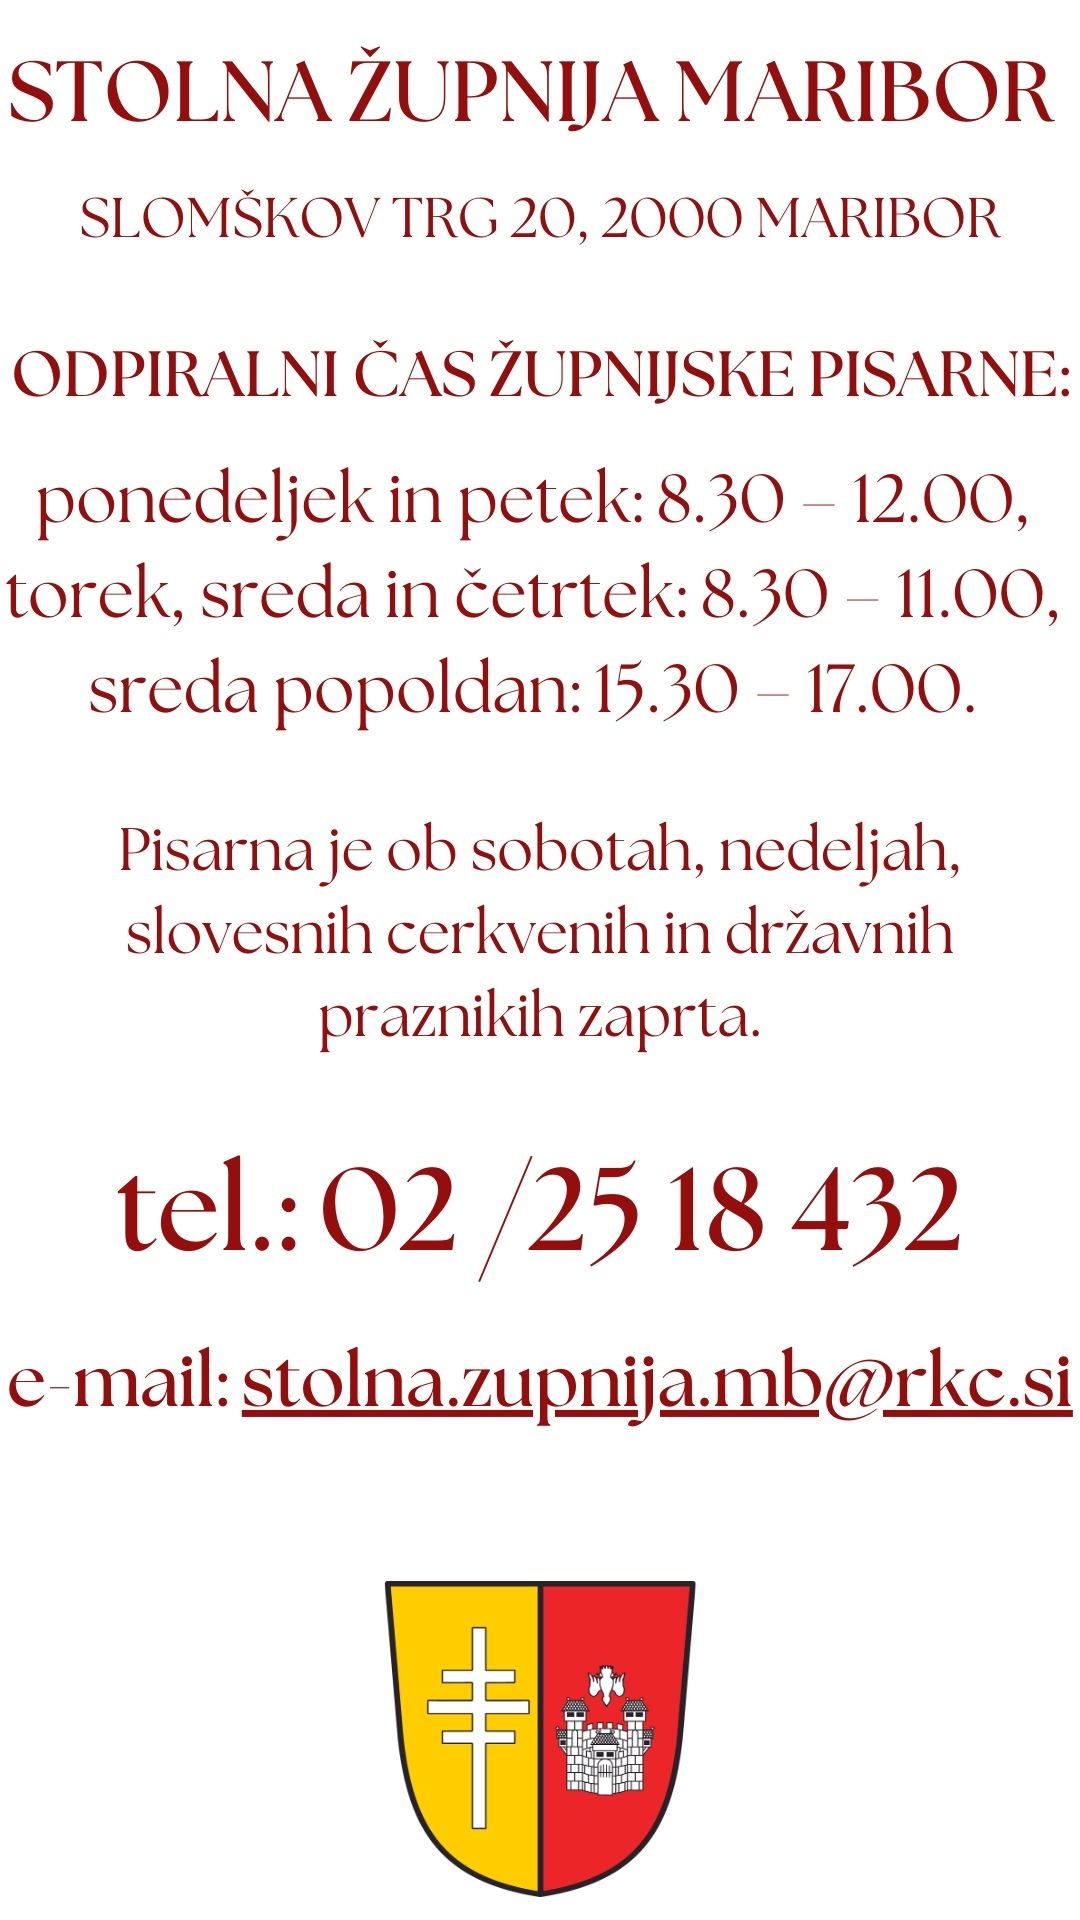 STOLNA ŽUPNIJA MARIBOR
SLOMŠKOV TRG 20, 2000 MARIBOR
ODPIRALNI ČAS ŽUPNIJSKE PISARNE:
ponedeljek in petek: 8.30 – 12.00,
torek, sreda in četrtek: 8.30 – 11.00,
sreda popoldan: 15.30 – 17.00.
Pisarna je ob sobotah, nedeljah,
slovesnih cerkvenih in državnih
praznikih zaprta.
tel.: 02 /25 18 432
e-mail: stolna.zupnija.mb@rkc.si